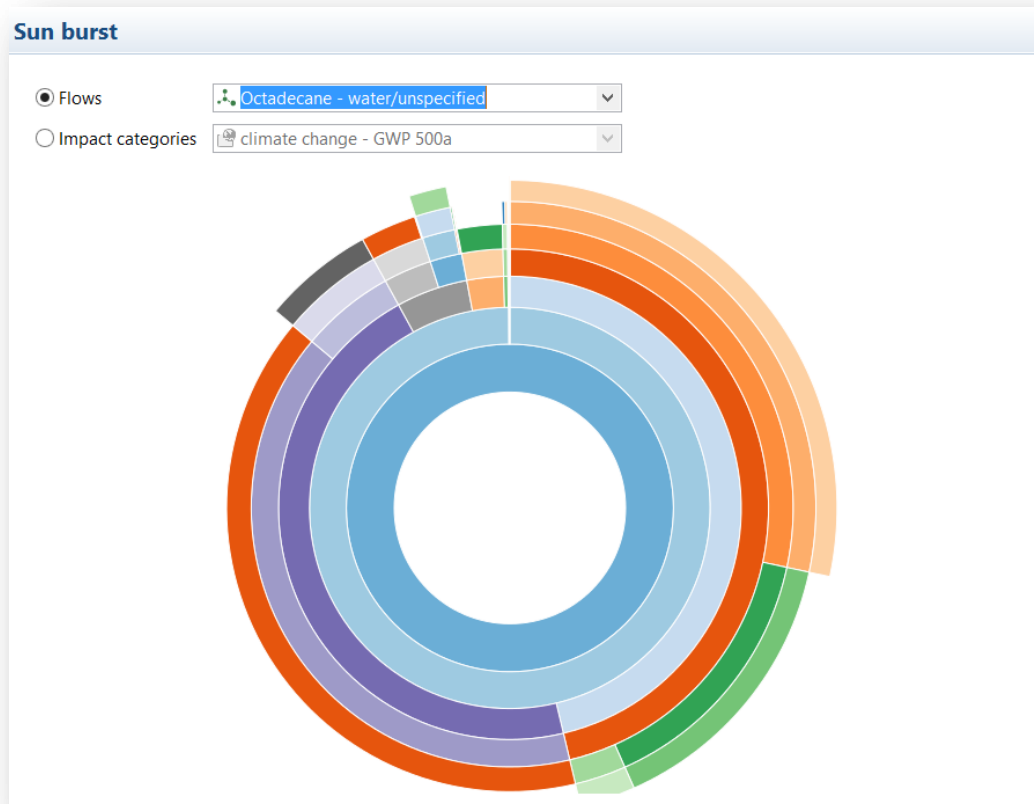 Sun burst
Flows
Octadecane - water/unspecified
Impact categories
climate change - GWP 500a